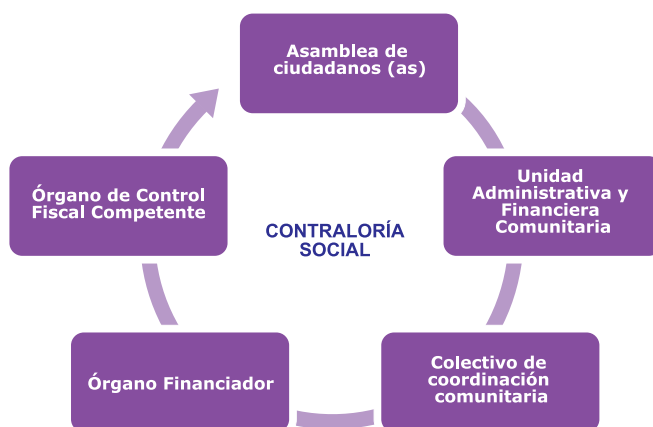 Asamblea de
ciudadanos (as)
Unidad
Administrativa y
Financiera
Comunitaria
Colectivo de
coordinación
comunitaria
Órgano Financiador
Órgano de Control
Fiscal Competente
CONTRALORÍA
SOCIAL